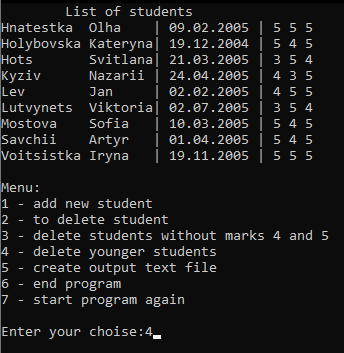 List of students
Hnatestka  Olha    | 09.02.2005 | 5 5 5
Holybovska Kateryna| 19.12.2004 | 5 4 5
Hots       Svitlana| 21.03.2005 | 3 5 4
Kyziv      Nazarii | 24.04.2005 | 4 3 5
Lev        Jan     | 02.02.2005 | 4 5 5
Lutvynets  Viktoria| 02.07.2005 | 3 5 4
Mostova    Sofia   | 10.03.2005 | 5 4 5
Savchii    Artyr   | 01.04.2005 | 5 4 5
Voitsistka Iryna   | 19.11.2005 | 5 5 5
Menu:
1 - add new student
2 - to delete student
3 - delete students without marks 4 and 5
4 - delete younger students
5 - create output text file
6 - end program
7 - start program again
Enter your choise:4